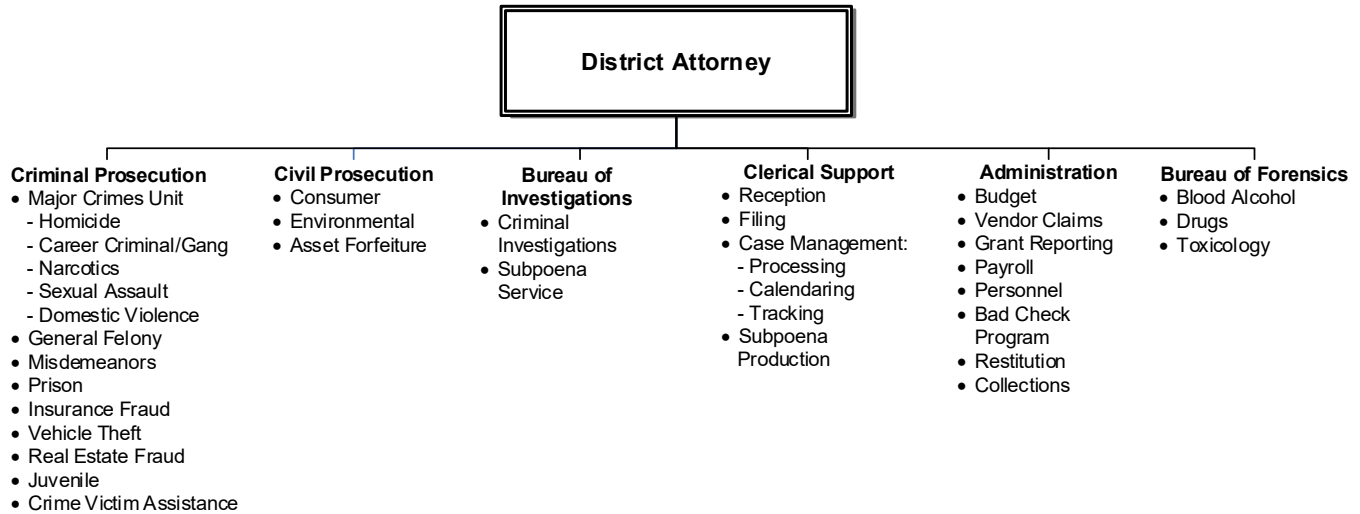 District Attorney
Criminal Prosecution
• Major Crimes Unit
- Homicide
- Career Criminal/Gang
- Narcotics
- Sexual Assault
- Domestic Violence
• General Felony
• Misdemeanors
• Prison
• Insurance Fraud
• Vehicle Theft
• Real Estate Fraud
• Juvenile
• Crime Victim Assistance
Civil Prosecution
• Consumer
• Environmental
• Asset Forfeiture
Bureau of
Investigations
• Criminal
Investigations
• Subpoena
Service
Clerical Support
• Reception
• Filing
• Case Management:
- Processing
- Calendaring
- Tracking
• Subpoena
Production
Administration
• Budget
• Vendor Claims
• Grant Reporting
• Payroll
• Personnel
• Bad Check
Program
• Restitution
• Collections
Bureau of Forensics
• Blood Alcohol
• Drugs
• Toxicology